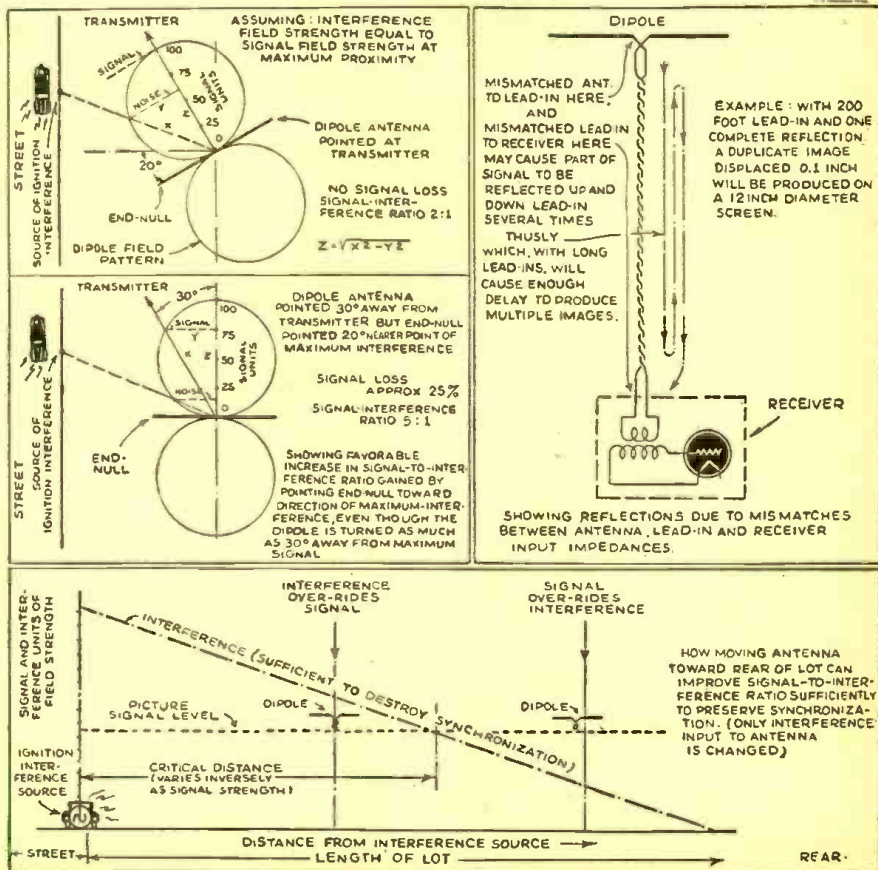 TRANSMITTER
ASSUMING: INTERFERENCE
FIELD STRENGTH EQUAL TO
SIGNAL FIELD STRENGTH AT
MAXIMUM PROXIMITY
SIGNAL
100
75
50
25
0
SIGNAL
UNITS
NOISE
Y
X
Z
STREET
SOURCE OF IGNITION
INTERFERENCE
20°
END-NULL
DIPOLE FIELD
PATTERN
DIPOLE ANTENNA
POINTED AT
TRANSMITTER
NO SIGNAL LOSS
SIGNAL-INTER-
FERENCE RATIO 2:1
Z=√X2-Y2
TRANSMITTER
30°
100
75
50
25
0
SIGNAL
Y
X
Z
NOISE
SIGNAL
UNITS
STREET
SOURCE OF
IGNITION INTERFERENCE
END-
NULL
DIPOLE ANTENNA
POINTED 30° AWAY FROM
TRANSMITTER BUT END-NULL
POINTED 20° NEARER POINT OF
MAXIMUM INTERFERENCE
SIGNAL LOSS
APPROX 25%
SIGNAL-INTERFERENCE
RATIO 5:1
SHOWING FAVORABLE
INCREASE IN SIGNAL-TO-INTER-
FERENCE RATIO GAINED BY
POINTING END-NULL TOWARD
DIRECTION OF MAXIMUM-INTER-
FERENCE, EVEN THOUGH THE
DIPOLE IS TURNED AS MUCH
AS 30° AWAY FROM MAXIMUM
SIGNAL
DIPOLE
MISMATCHED ANT.
TO LEAD-IN HERE,
AND
MISMATCHED LEAD IN
TO RECEIVER HERE
MAY CAUSE PART OF
SIGNAL TO BE
REFLECTED UP AND
DOWN LEAD-IN
SEVERAL TIMES
THUSLY
WHICH, WITH LONG
LEAD-INS, WILL
CAUSE ENOUGH
DELAY TO PRODUCE
MULTIPLE IMAGES.
EXAMPLE: WITH 200
FOOT LEAD-IN AND ONE
COMPLETE REFLECTION
A DUPLICATE IMAGE
DISPLACED 0.1 INCH
WILL BE PRODUCED ON
A 12 INCH DIAMETER
SCREEN.
RECEIVER
SHOWING REFLECTIONS DUE TO MISMATCHES
BETWEEN ANTENNA, LEAD-IN AND RECEIVER
INPUT IMPEDANCES.
SIGNAL AND INTER-
FERENCE UNITS OF
FIELD STRENGTH
INTERFERENCE
OVER-RIDES
SIGNAL
SIGNAL
OVER-RIDES
INTERFERENCE
INTERFERENCE (SUFFICIENT TO DESTROY SYNCHRONIZATION)
PICTURE
SIGNAL LEVEL
DIPOLE
DIPOLE
HOW MOVING ANTENNA
TOWARD REAR OF LOT CAN
IMPROVE SIGNAL-TO-INTER-
FERENCE RATIO SUFFICIENTLY
TO PRESERVE SYNCHRONIZA-
TION. (ONLY INTERFERENCE
INPUT TO ANTENNA
IS CHANGED)
IGNITION
INTER-
FERENCE
SOURCE
CRITICAL DISTANCE
(VARIES INVERSELY
AS SIGNAL STRENGTH)
DISTANCE FROM INTERFERENCE SOURCE
STREET
LENGTH OF LOT
REAR